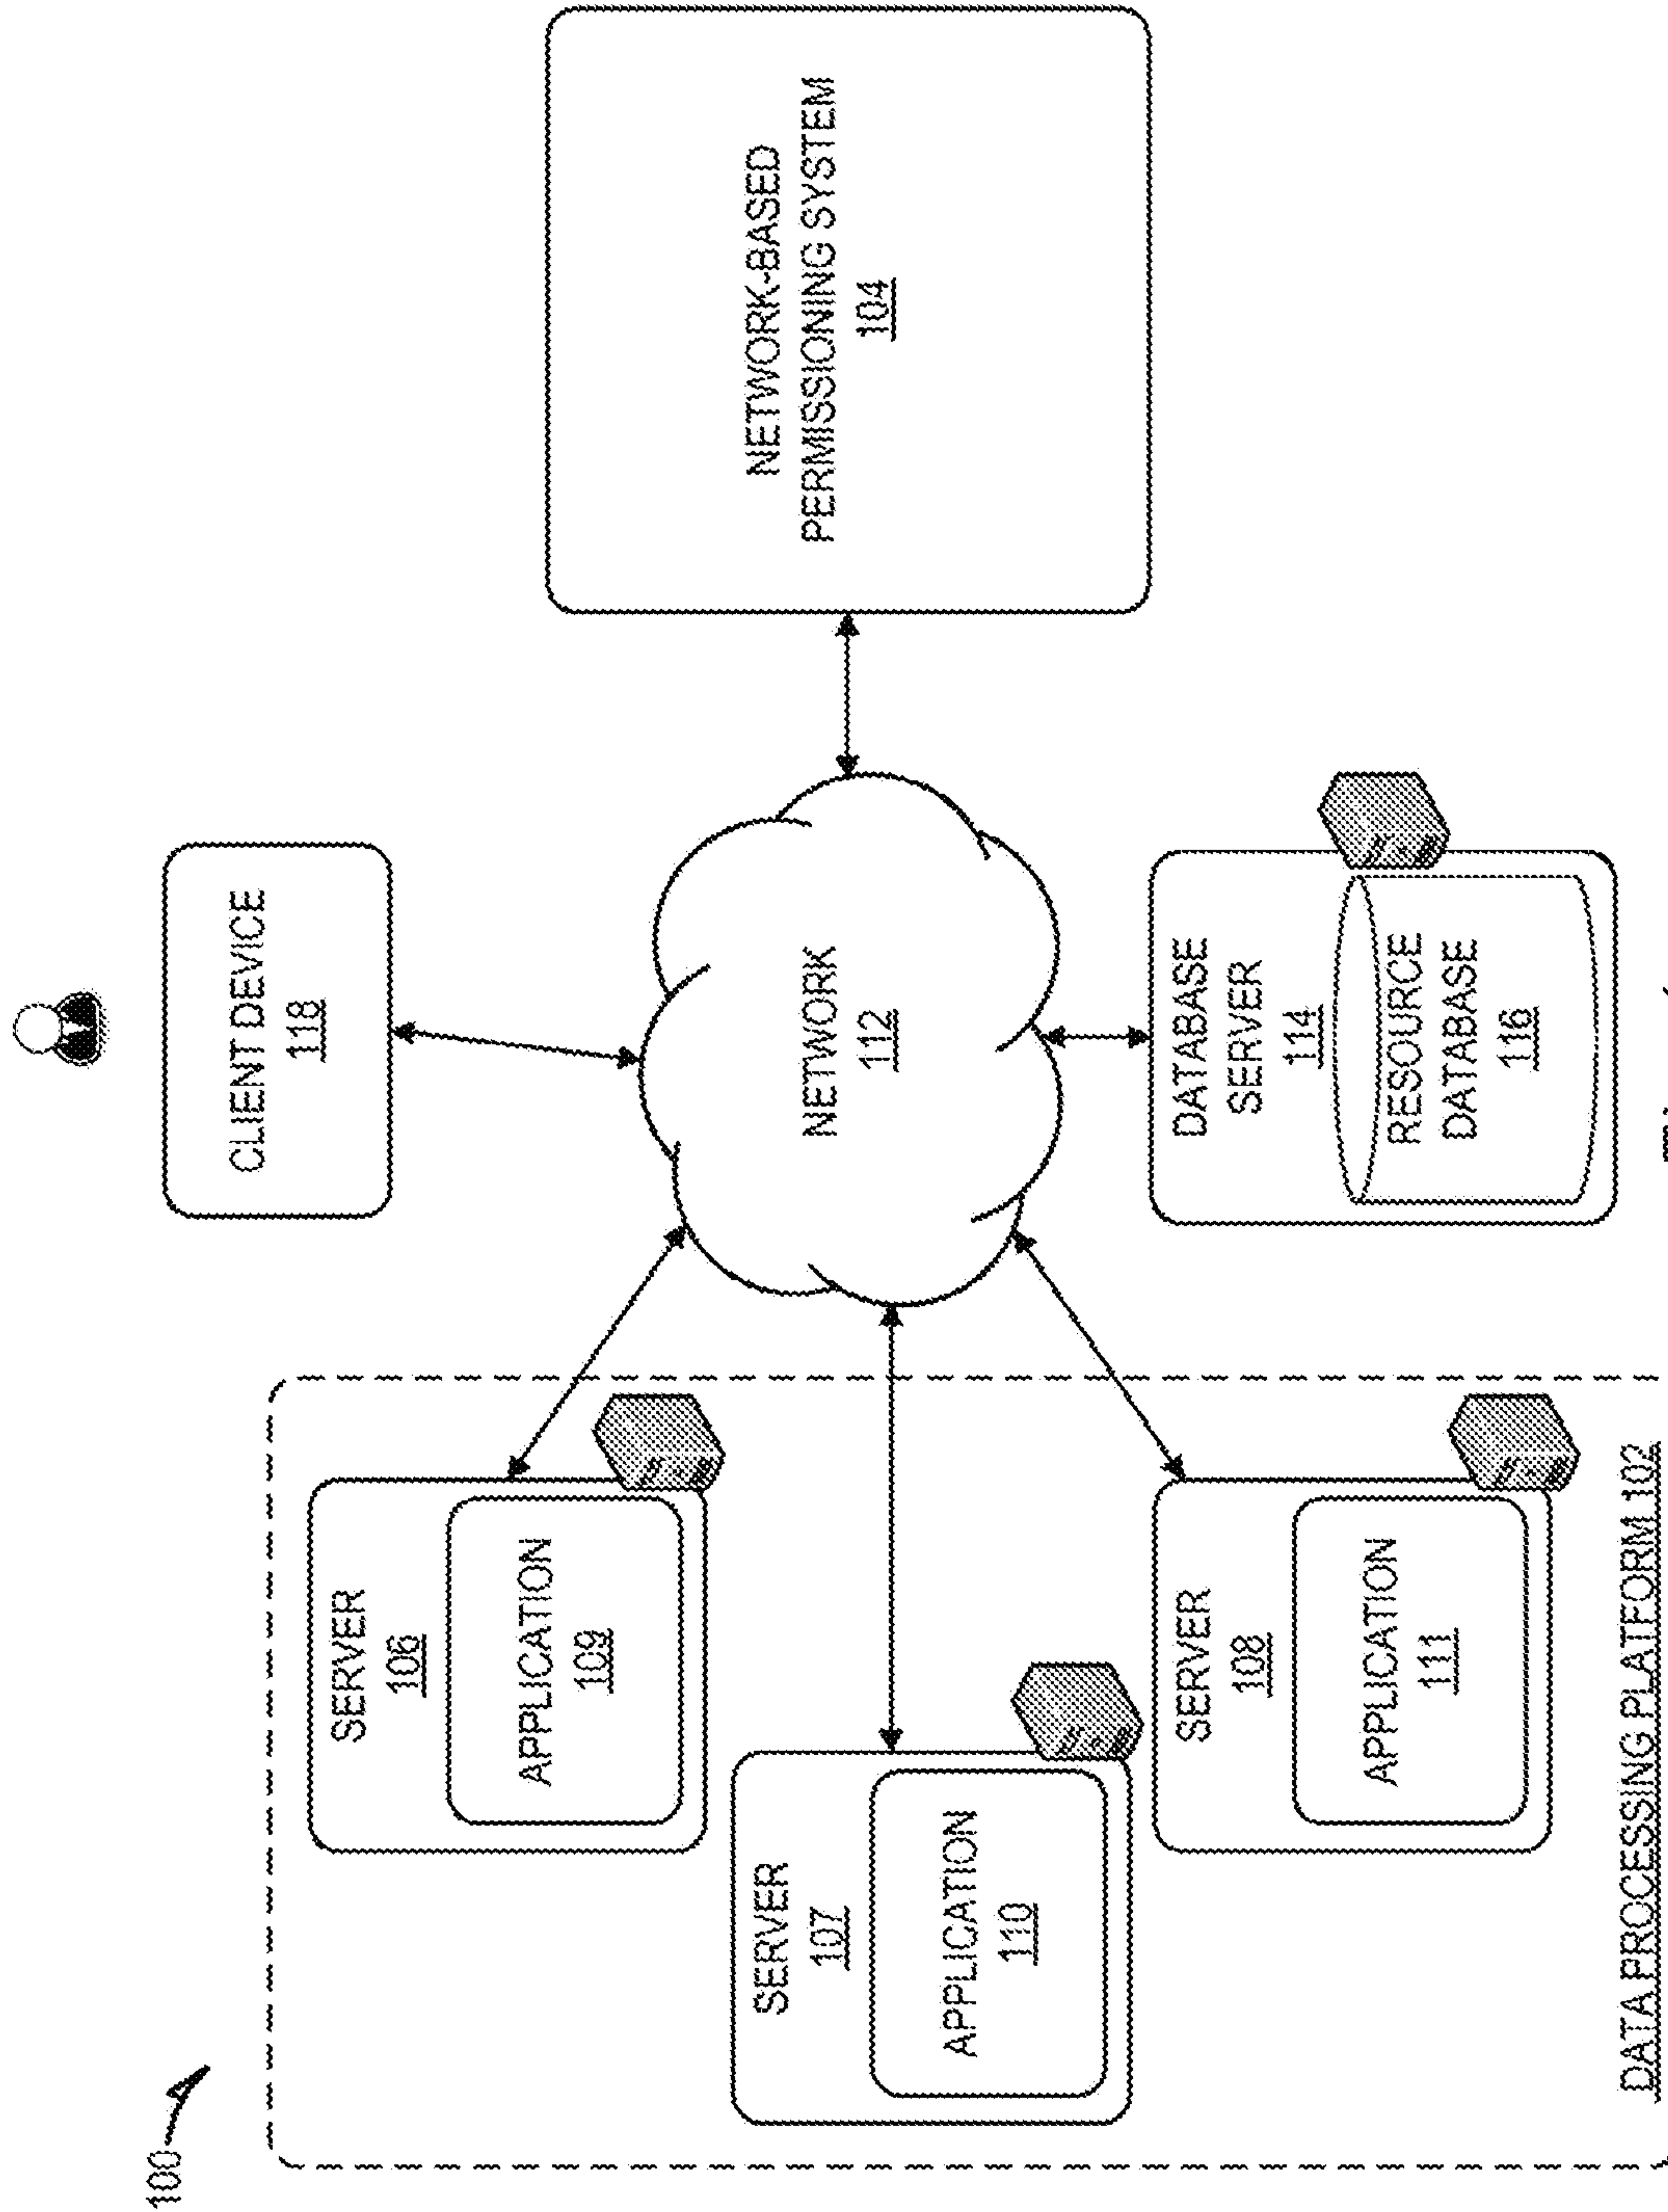 100
CLIENT DEVICE
118
SERVER
106
APPLICATION
109
NETWORK-BASED
PERMISSIONING SYSTEM
104
NETWORK
112
SERVER
107
APPLICATION
110
DATABASE
SERVER
114
RESOURCE
DATABASE
116
SERVER
108
APPLICATION
111
DATA PROCESSING PLATFORM 102